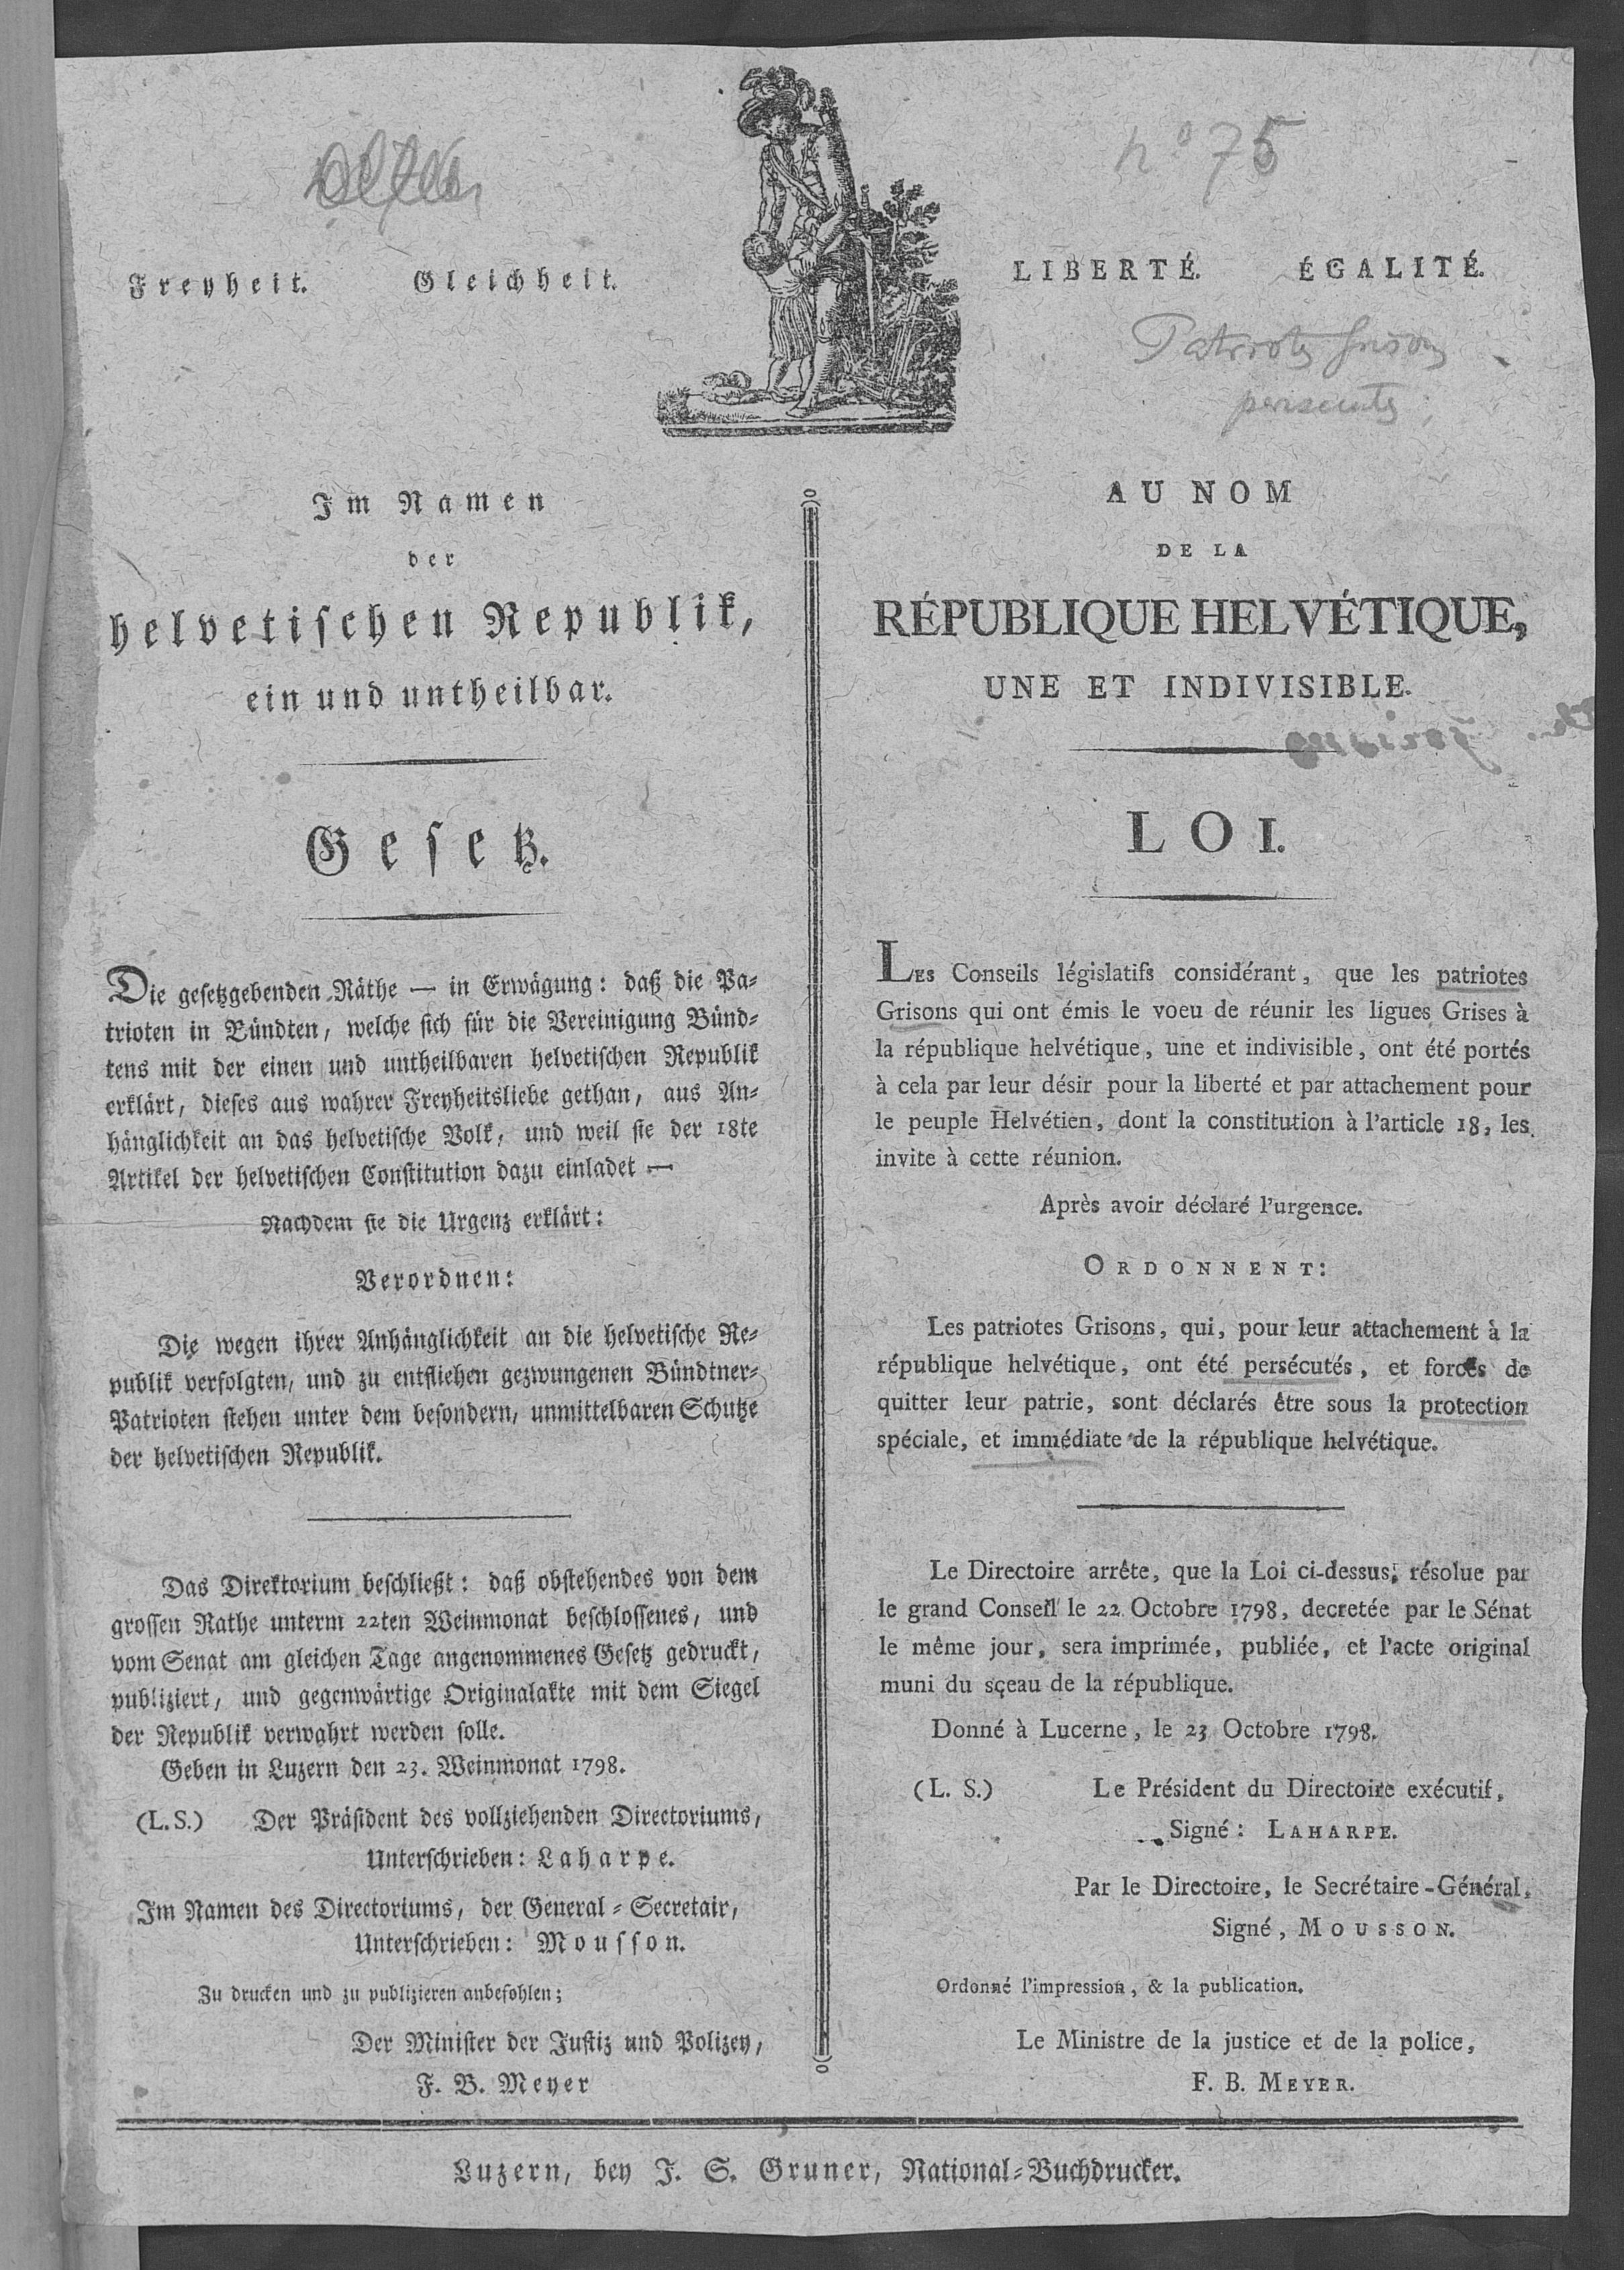 n.º 75
Freyheit. Gleichheit.
LIBERTÉ. ÉGALITÉ.
Patriotes Grisons
persecutés
Im Namen
der
helvetischen Republik,
ein und untheilbar.
Gesetz.
Die gesetzgebenden Räthe — in Erwägung: daß die Pa-
trioten in Bündten, welche sich für die Vereinigung Bünd-
tens mit der einen und untheilbaren helvetischen Republik
erklärt, dieses aus wahrer Freyheitsliebe gethan, aus An-
hänglichkeit an das helvetische Volk, und weil sie der 18te
Artikel der helvetischen Constitution dazu einladet —
Nachdem sie die Urgenz erklärt:
Verordnen:
Die wegen ihrer Anhänglichkeit an die helvetische Re-
publik verfolgten, und zu entfliehen gezwungenen Bündtner-
Patrioten stehen unter dem besondern, unmittelbaren Schutze
der helvetischen Republik.
Das Direktorium beschließt: daß obstehendes von dem
grossen Rathe unterm 22ten Weinmonat beschlossenes, und
vom Senat am gleichen Tage angenommenes Gesetz gedruckt,
publiziert, und gegenwärtige Originalakte mit dem Siegel
der Republik verwahrt werden solle.
Geben in Luzern den 23. Weinmonat 1798.
(L. S.) Der Präsident des vollziehenden Directoriums,
Unterschrieben: Laharpe.
Im Namen des Directoriums, der General-Secretair,
Unterschrieben: Mousson.
Zu drucken und zu publizieren anbefohlen;
Der Minister der Justiz und Polizey,
F. B. Meyer
AU NOM
DE LA
RÉPUBLIQUE HELVÉTIQUE,
UNE ET INDIVISIBLE.
LOI.
LES Conseils législatifs considérant, que les patriotes
Grisons qui ont émis le voeu de réunir les ligues Grises à
la république helvétique, une et indivisible, ont été portés
à cela par leur désir pour la liberté et par attachement pour
le peuple Helvétien, dont la constitution à l'article 18, les
invite à cette réunion.
Après avoir déclaré l'urgence.
ORDONNENT:
Les patriotes Grisons, qui, pour leur attachement à la
république helvétique, ont été persécutés, et forcés de
quitter leur patrie, sont déclarés être sous la protection
spéciale, et immédiate de la république helvétique.
Le Directoire arrête, que la Loi ci-dessus, résolue par
le grand Conseil le 22 Octobre 1798, decretée par le Sénat
le même jour, sera imprimée, publiée, et l'acte original
muni du sçeau de la république.
Donné à Lucerne, le 23 Octobre 1798.
(L. S.) Le Président du Directoire exécutif,
Signé: LAHARPE.
Par le Directoire, le Secrétaire-Général,
Signé, MOUSSON.
Ordonné l'impression, & la publication.
Le Ministre de la justice et de la police,
F. B. MEYER.
Luzern, bey J. S. Gruner, National-Buchdrucker.